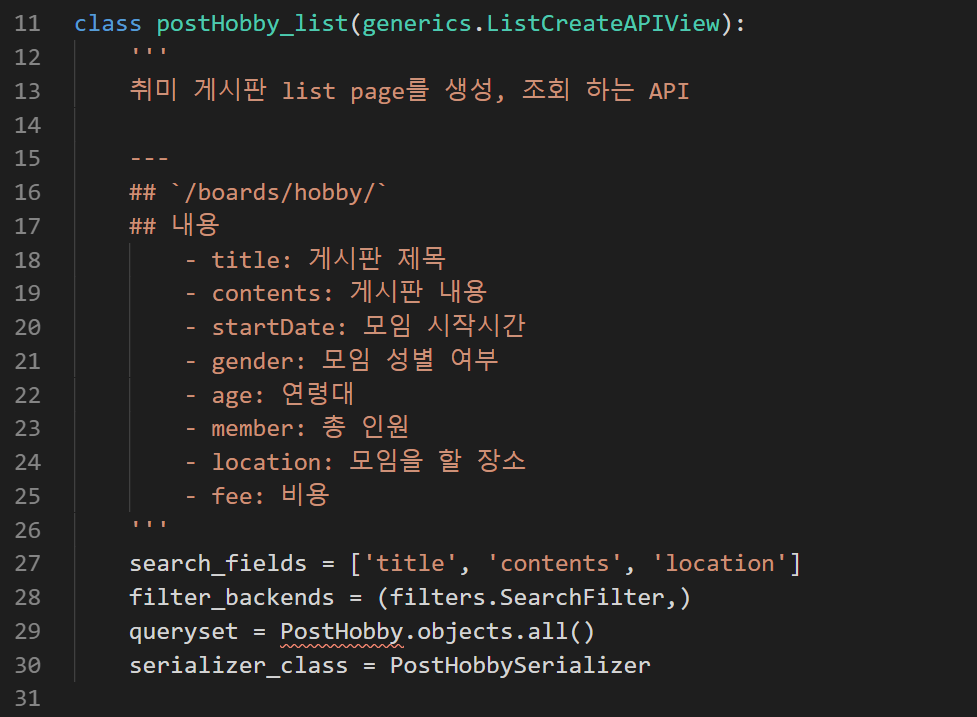 11 class postHobby_list(generics.ListCreateAPIView):
12     '''
13     취미 게시판 list page를 생성, 조회 하는 API
14
15     ---
16     ## `/boards/hobby/`
17     ## 내용
18         - title: 게시판 제목
19         - contents: 게시판 내용
20         - startDate: 모임 시작시간
21         - gender: 모임 성별 여부
22         - age: 연령대
23         - member: 총 인원
24         - location: 모임을 할 장소
25         - fee: 비용
26     '''
27     search_fields = ['title', 'contents', 'location']
28     filter_backends = (filters.SearchFilter,)
29     queryset = PostHobby.objects.all()
30     serializer_class = PostHobbySerializer
31